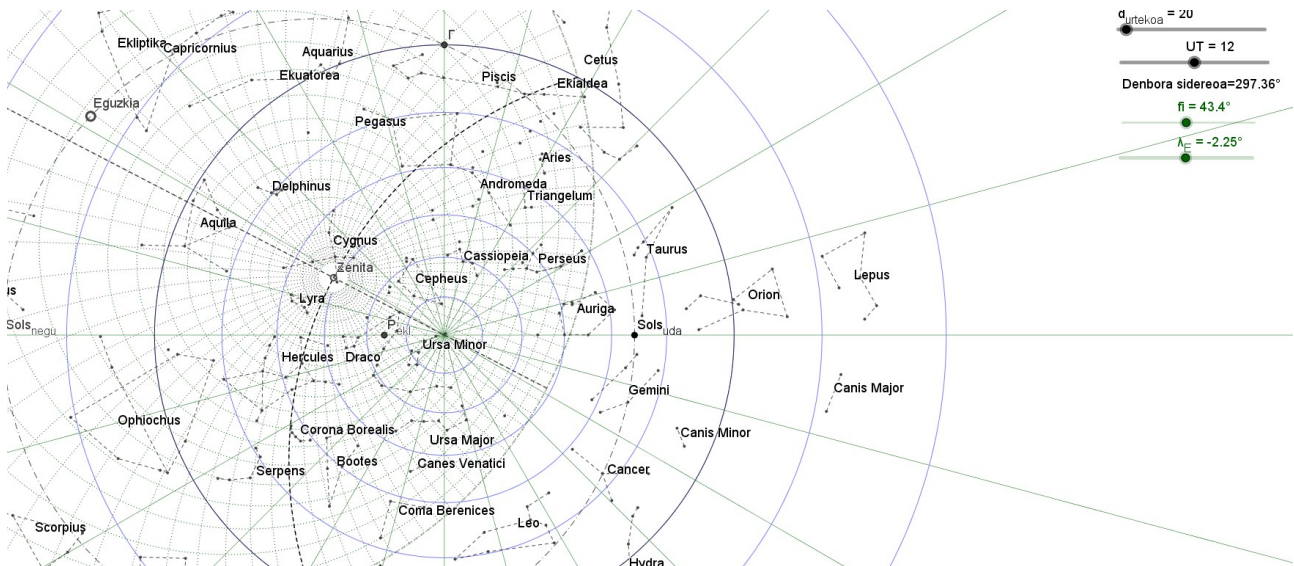 d urtekoa = 20
UT = 12
Denbora sidereoa=297.36°
fi = 43.4°
λ E = -2.25°
Γ
Ekliptika
Capricornius
Aquarius
Ekuatorea
Piscis
Cetus
Ekialdea
Eguzkia
Pegasus
Aries
Delphinus
Andromeda
Triangelum
Aquila
Cygnus
Zenita
Cassiopeia
Perseus
Taurus
Cepheus
Lepus
us
Lyra
Auriga
Orion
Sols negu
P ekl
Sols uda
Ursa Minor
Hercules
Draco
Gemini
Canis Major
Ophiochus
Corona Borealis
Ursa Major
Canis Minor
Serpens
Bootes
Canes Venatici
Cancer
Coma Berenices
Leo
Scorpius
Hydra